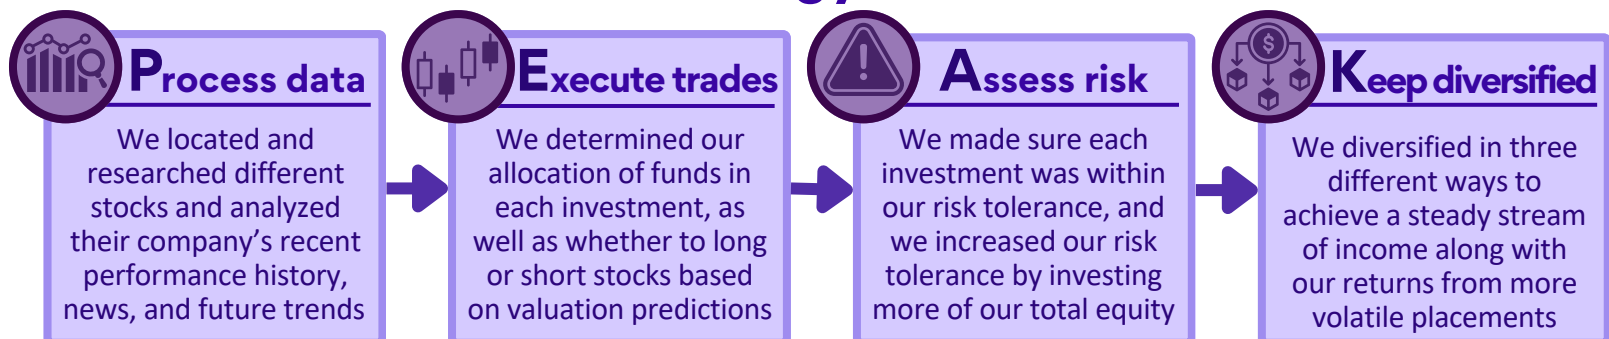 Process data
We located and
researched different
stocks and analyzed
their company's recent
performance history,
news, and future trends
Execute trades
We determined our
allocation of funds in
each investment, as
well as whether to long
or short stocks based
on valuation predictions
Assess risk
We made sure each
investment was within
our risk tolerance, and
we increased our risk
tolerance by investing
more of our total equity
Keep diversified
We diversified in three
different ways to
achieve a steady stream
of income along with
our returns from more
volatile placements